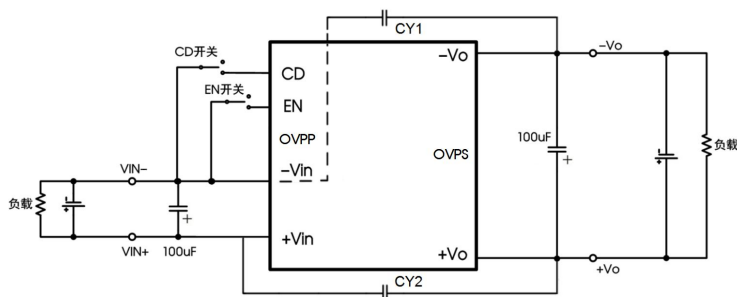 CY1
CD开关
CD
EN开关
EN
OVPP
OVPS
-Vin
+Vin
−Vo
+Vo
−Vo
+Vo
100uF
+
负载
VIN−
VIN+
负载
100uF
+
CY2